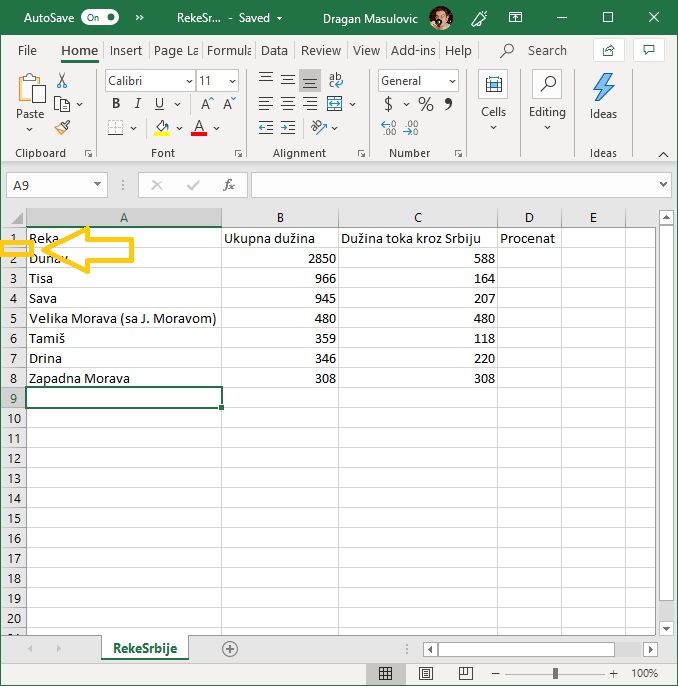 AutoSave On RekeSr... - Saved Dragan Masulovic
File Home Insert Page La Formula Data Review View Add-ins Help Search
Paste Calibri 11 General Cells Editing Ideas
B I U A A ab $ % 9
Clipboard Font Alignment Number Ideas
A9 fx
A B C D E
1 Reka Ukupna dužina Dužina toka kroz Srbiju Procenat
2 Dunav 2850 588
3 Tisa 966 164
4 Sava 945 207
5 Velika Morava (sa J. Moravom) 480 480
6 Tamiš 359 118
7 Drina 346 220
8 Zapadna Morava 308 308
9
10
11
12
13
14
15
16
17
18
19
20
RekeSrbije
100%